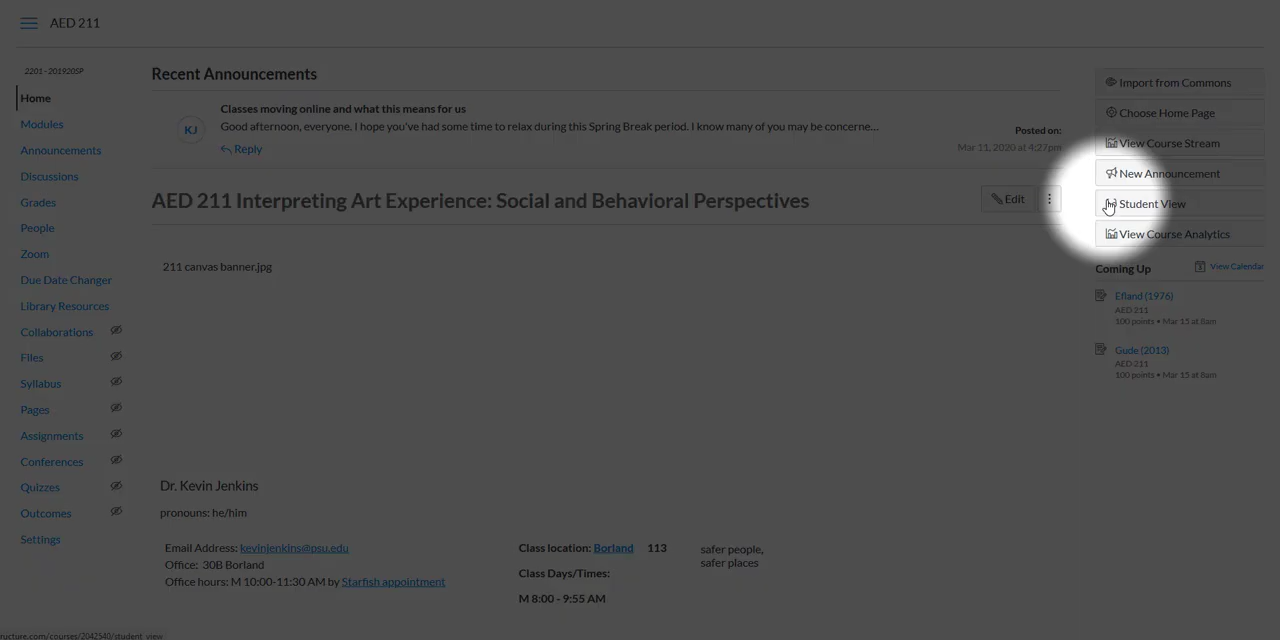 AED 211
2201 - 201920SP
Home
Modules
Announcements
Discussions
Grades
People
Zoom
Due Date Changer
Library Resources
Collaborations
Files
Syllabus
Pages
Assignments
Conferences
Quizzes
Outcomes
Settings
Recent Announcements
KJ
Classes moving online and what this means for us
Good afternoon, everyone. I hope you've had some time to relax during this Spring Break period. I know many of you may be concerne...
Reply
Posted on:
Mar 11, 2020 at 4:27pm
AED 211 Interpreting Art Experience: Social and Behavioral Perspectives
Edit
211 canvas banner.jpg
Dr. Kevin Jenkins
pronouns: he/him
Email Address: kevinjenkins@psu.edu
Office: 30B Borland
Office hours: M 10:00-11:30 AM by Starfish appointment
Class location: Borland 113
Class Days/Times:
M 8:00 - 9:55 AM
safer people,
safer places
Import from Commons
Choose Home Page
View Course Stream
New Announcement
Student View
View Course Analytics
Coming Up
View Calendar
Efland (1976)
AED 211
100 points • Mar 15 at 8am
Gude (2013)
AED 211
100 points • Mar 15 at 8am
ructure.com/courses/2042540/student_view